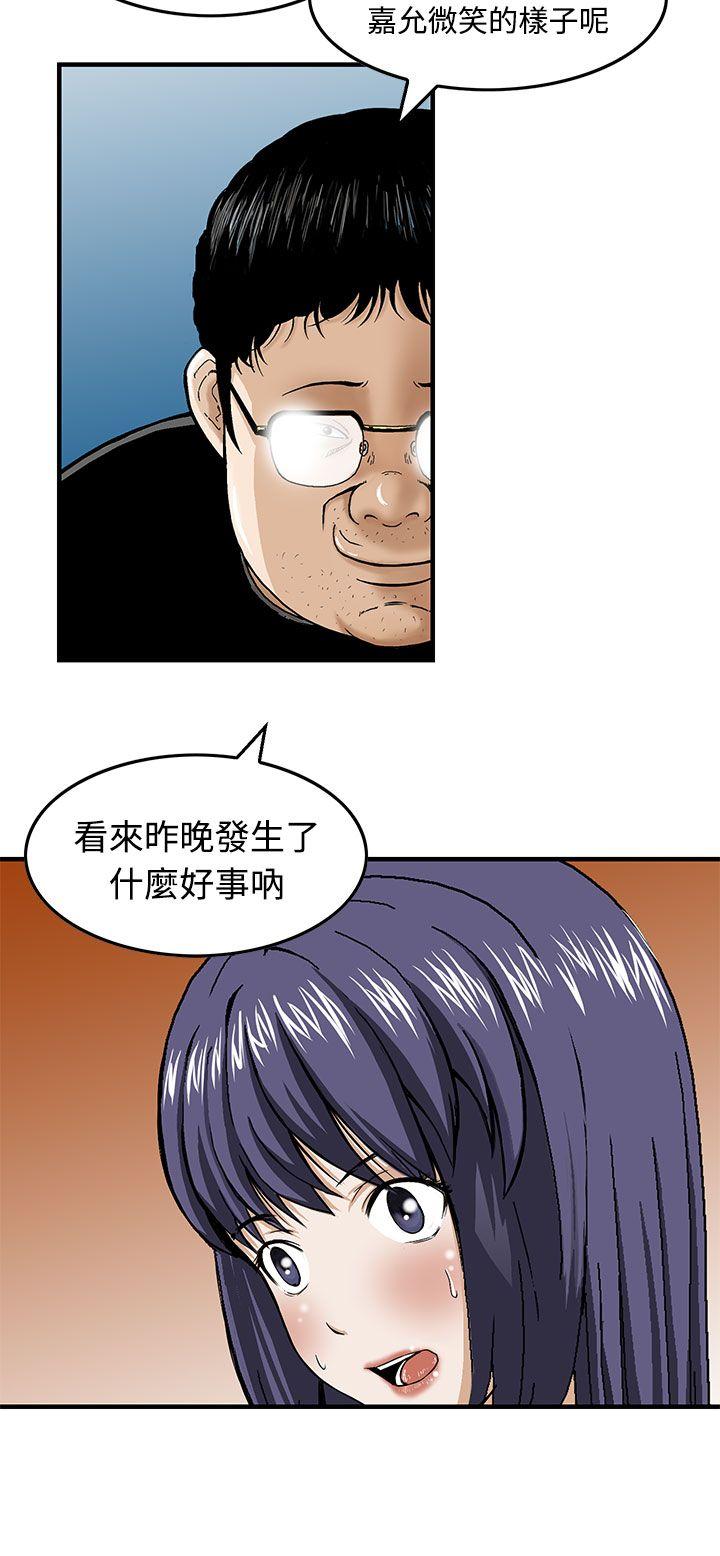 嘉允微笑的樣子呢
看來昨晚發生了
什麼好事吶